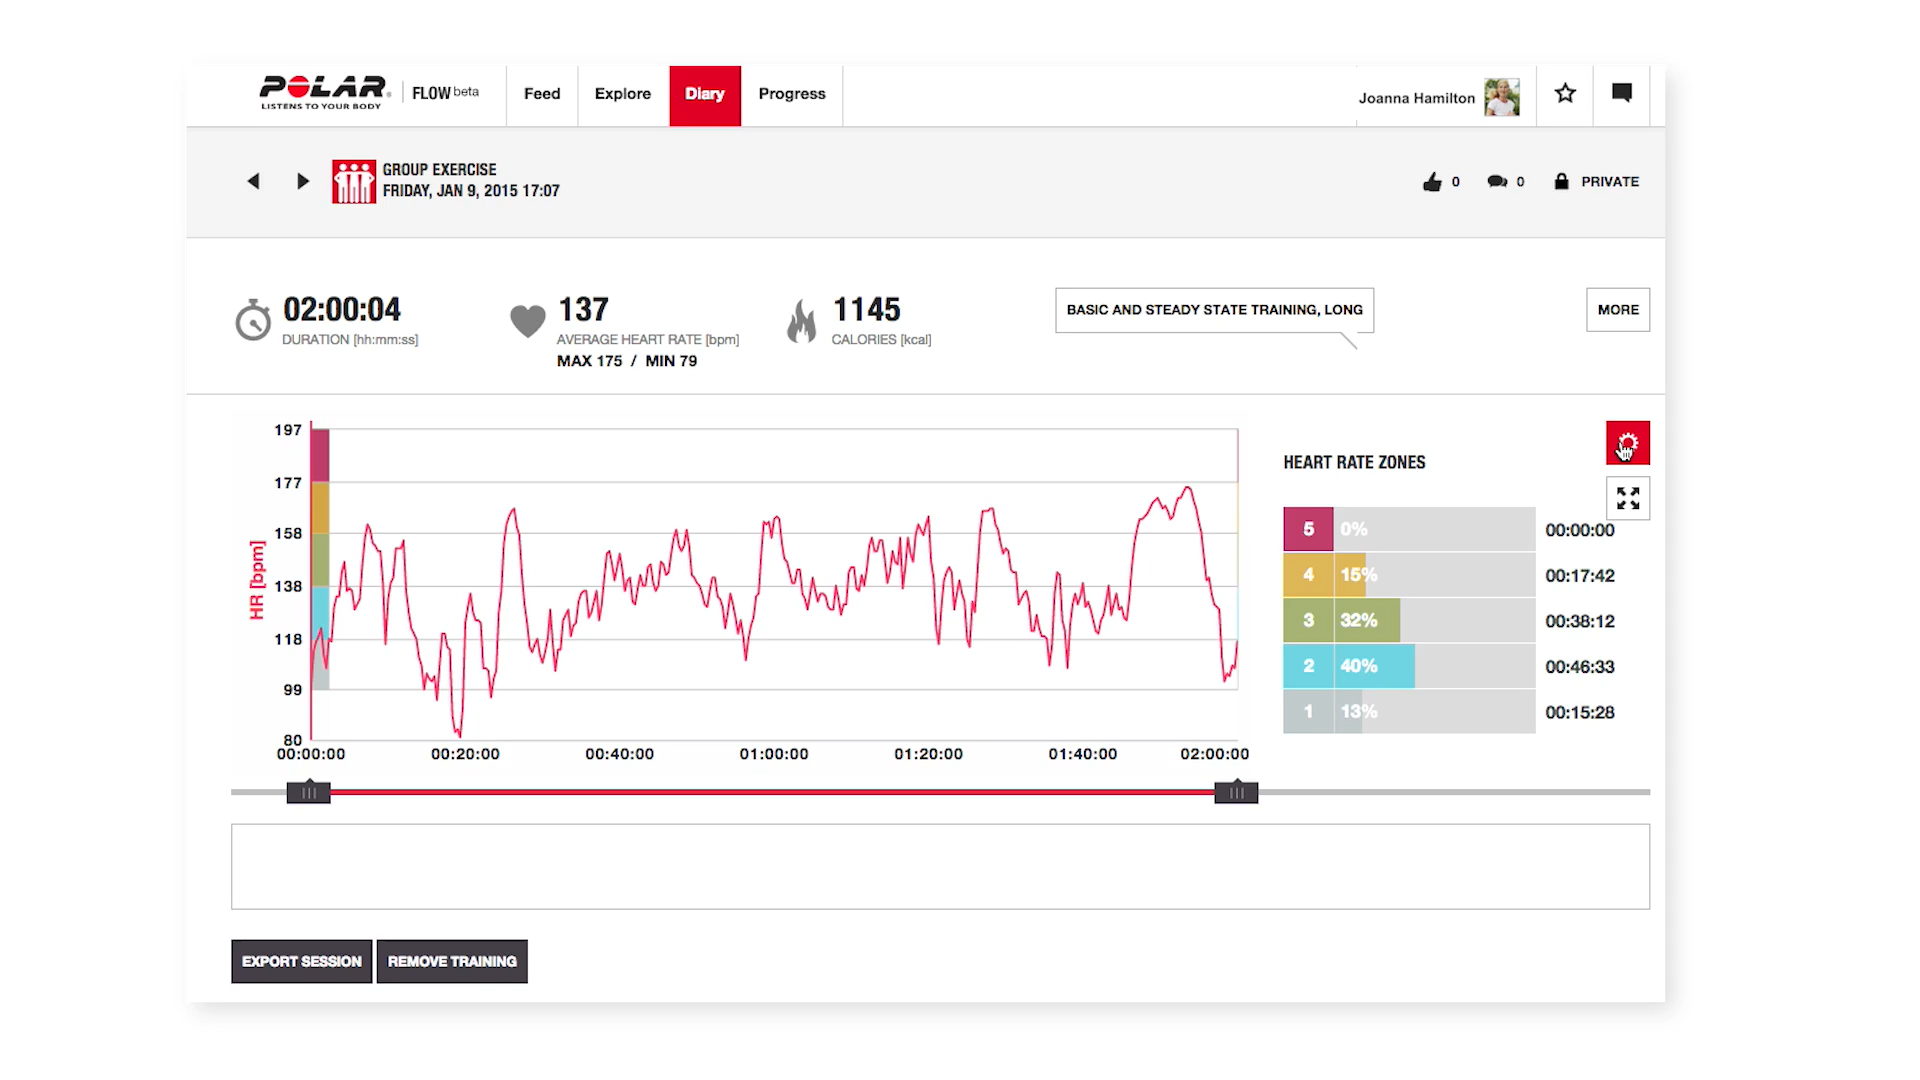 POLAR
LISTENS TO YOUR BODY
FLOW beta
Feed
Explore
Diary
Progress
Joanna Hamilton
GROUP EXERCISE
FRIDAY, JAN 9, 2015 17:07
0
0
PRIVATE
02:00:04
DURATION [hh:mm:ss]
137
AVERAGE HEART RATE [bpm]
MAX 175 / MIN 79
1145
CALORIES [kcal]
BASIC AND STEADY STATE TRAINING, LONG
MORE
HR [bpm]
197
177
158
138
118
99
80
00:00:00
00:20:00
00:40:00
01:00:00
01:20:00
01:40:00
02:00:00
HEART RATE ZONES
5 0% 00:00:00
4 15% 00:17:42
3 32% 00:38:12
2 40% 00:46:33
1 13% 00:15:28
EXPORT SESSION
REMOVE TRAINING